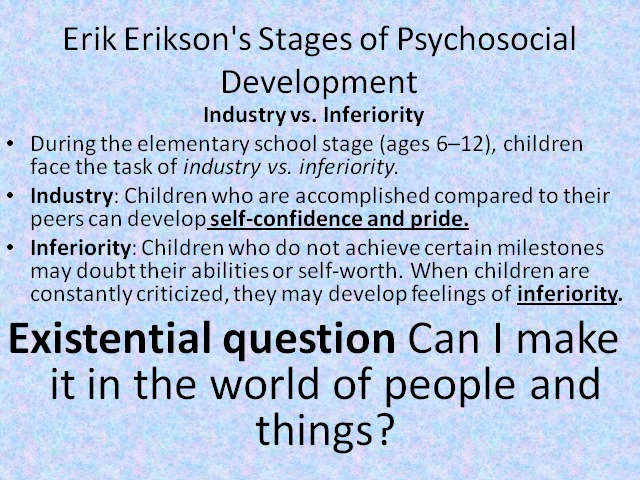 Erik Erikson's Stages of Psychosocial
Development
Industry vs. Inferiority
• During the elementary school stage (ages 6–12), children
face the task of industry vs. inferiority.
• Industry: Children who are accomplished compared to their
peers can develop self-confidence and pride.
• Inferiority: Children who do not achieve certain milestones
may doubt their abilities or self-worth. When children are
constantly criticized, they may develop feelings of inferiority.
Existential question Can I make
it in the world of people and
things?